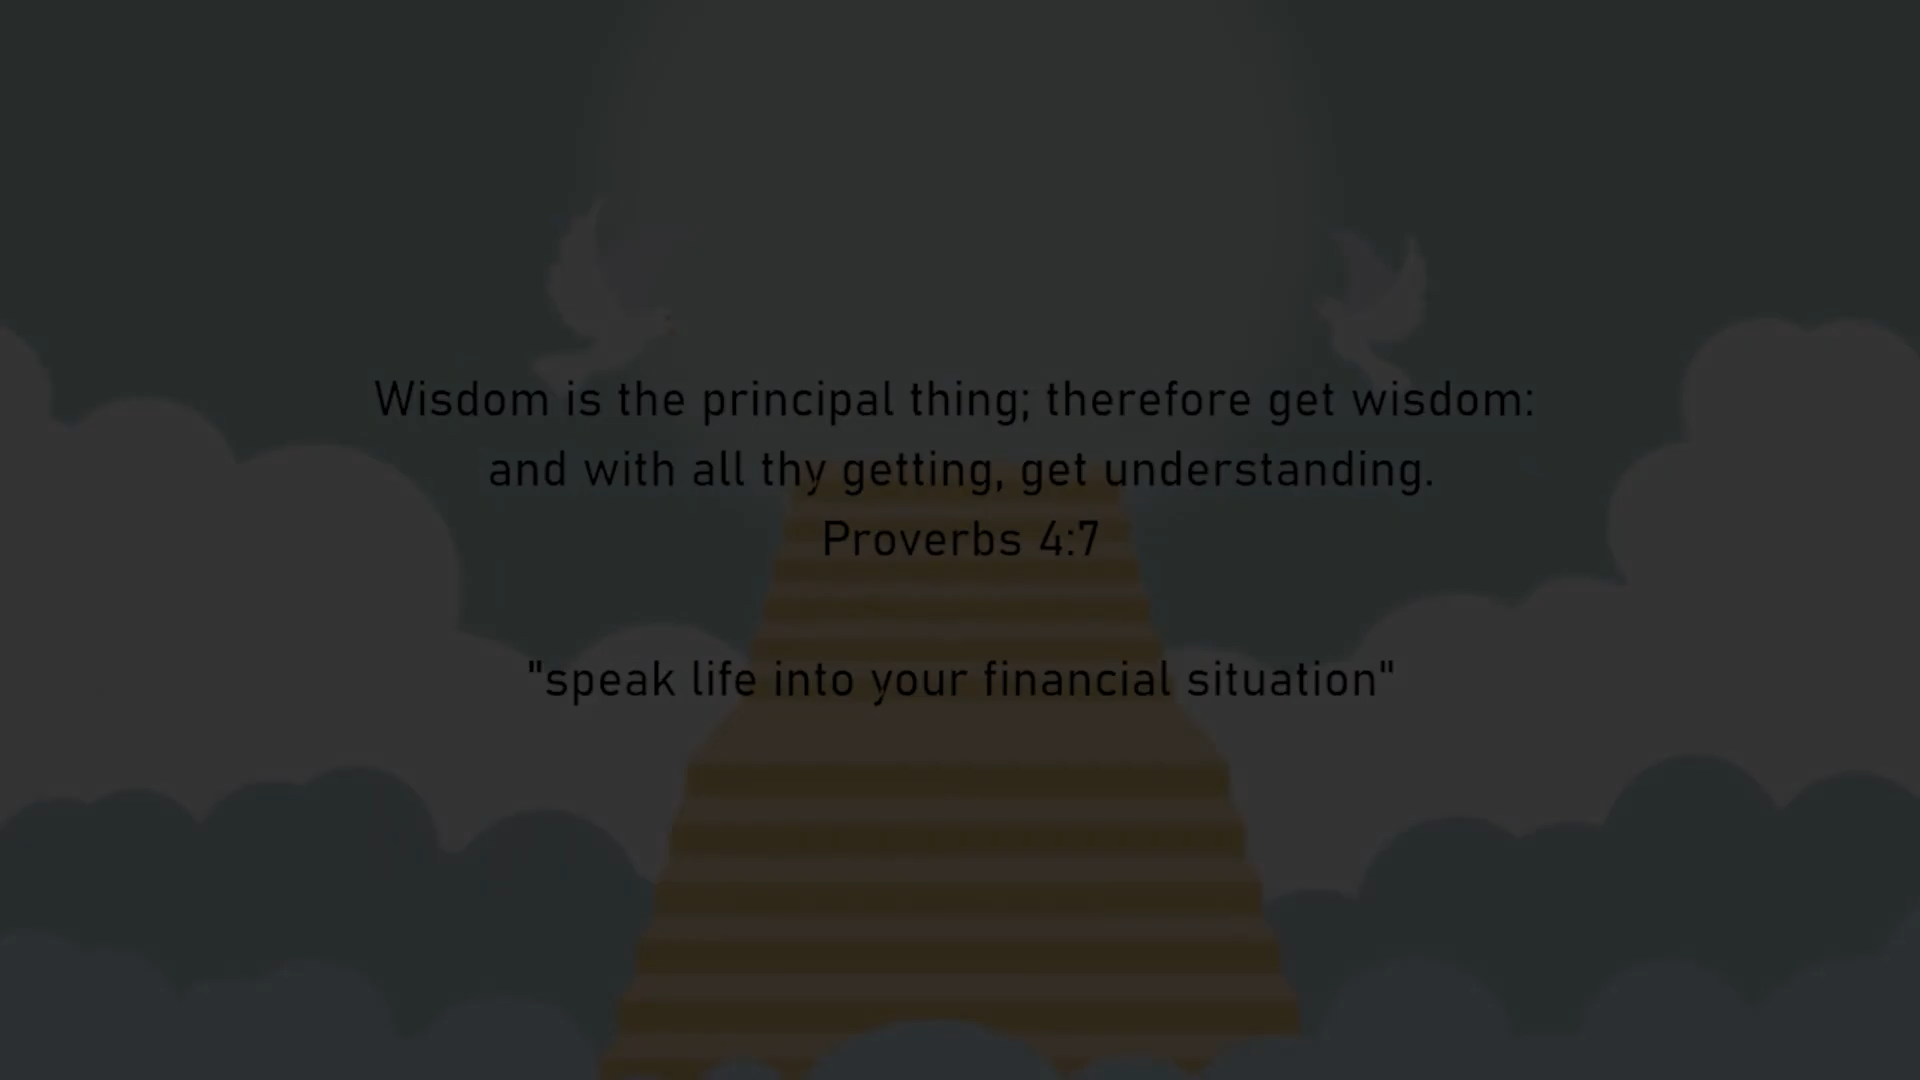 Wisdom is the principal thing; therefore get wisdom:
and with all thy getting, get understanding.
Proverbs 4:7
"speak life into your financial situation"